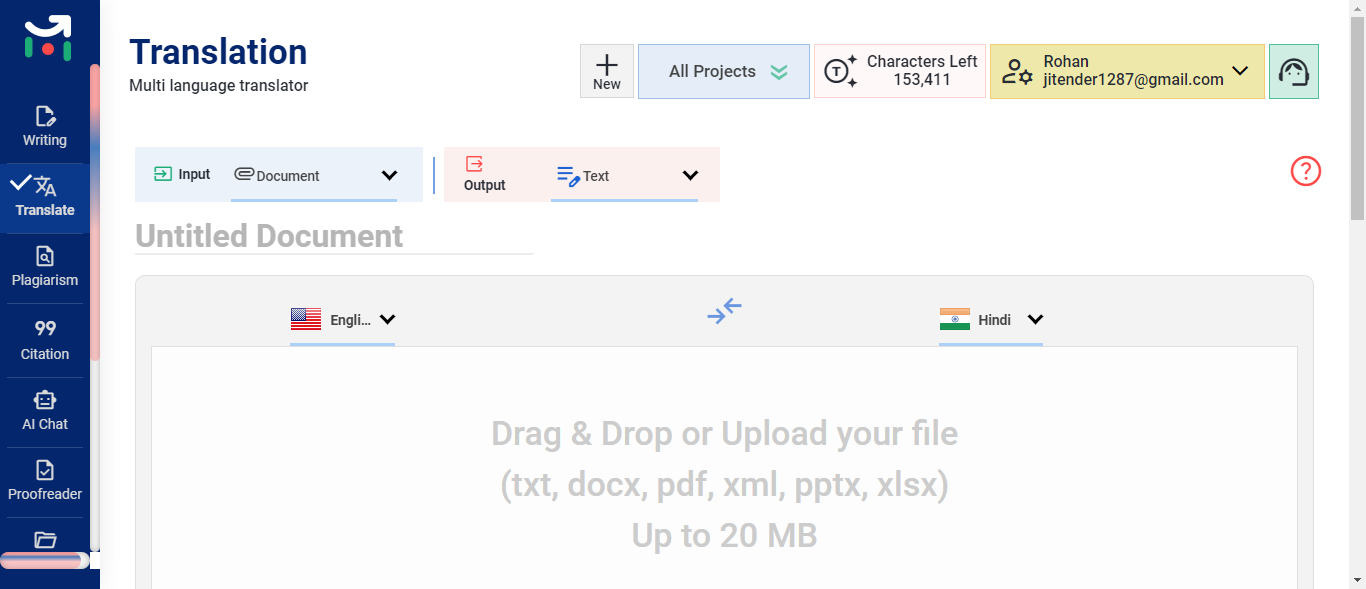 Writing
Translate
Plagiarism
Citation
AI Chat
Proofreader
Translation
Multi language translator
New
All Projects
Characters Left
153,411
Rohan
jitender1287@gmail.com
Input
Document
Output
Text
?
Untitled Document
Engli...
Hindi
Drag & Drop or Upload your file
(txt, docx, pdf, xml, pptx, xlsx)
Up to 20 MB